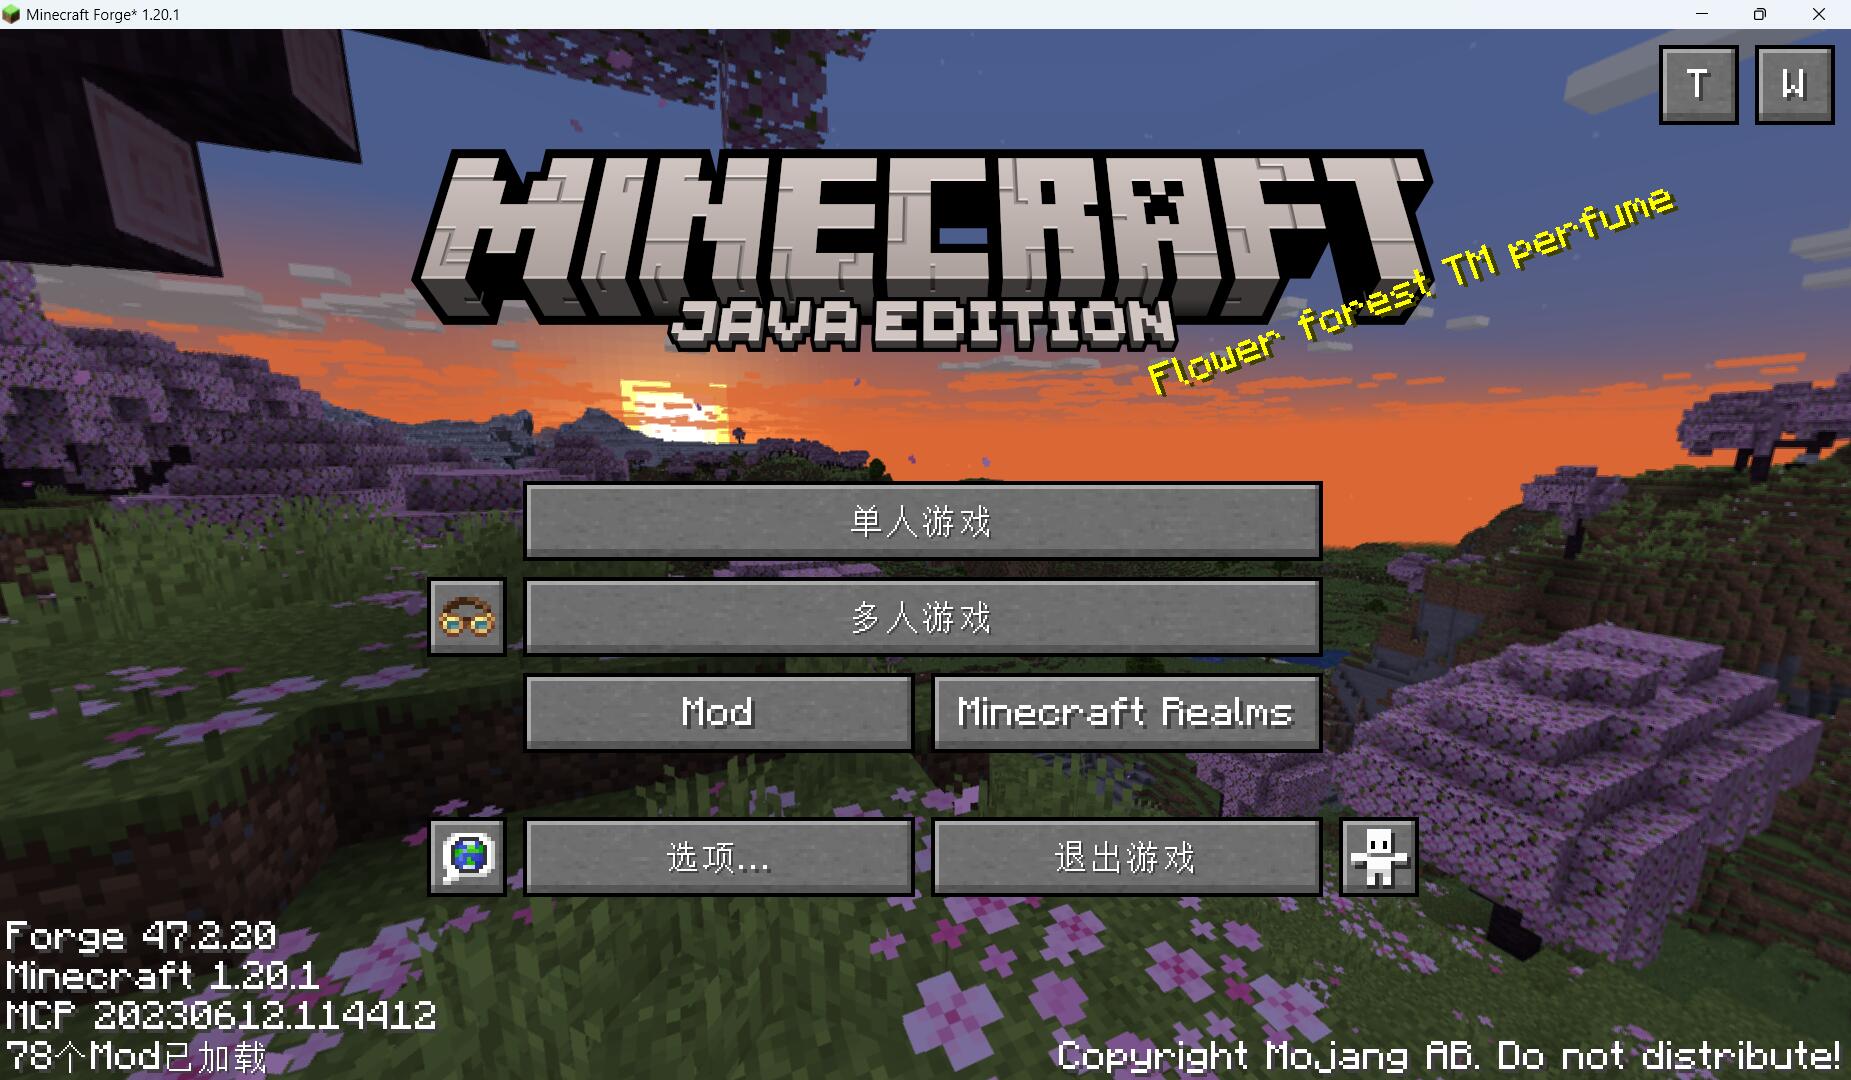 Minecraft Forge* 1.20.1
T W
MINECRAFT
JAVA EDITION
Flower forest TM perfume
单人游戏
多人游戏
Mod
Minecraft Realms
选项...
退出游戏
Forge 47.2.20
Minecraft 1.20.1
MCP 20230612.114412
78个Mod已加载
Copyright Mojang AB. Do not distribute!